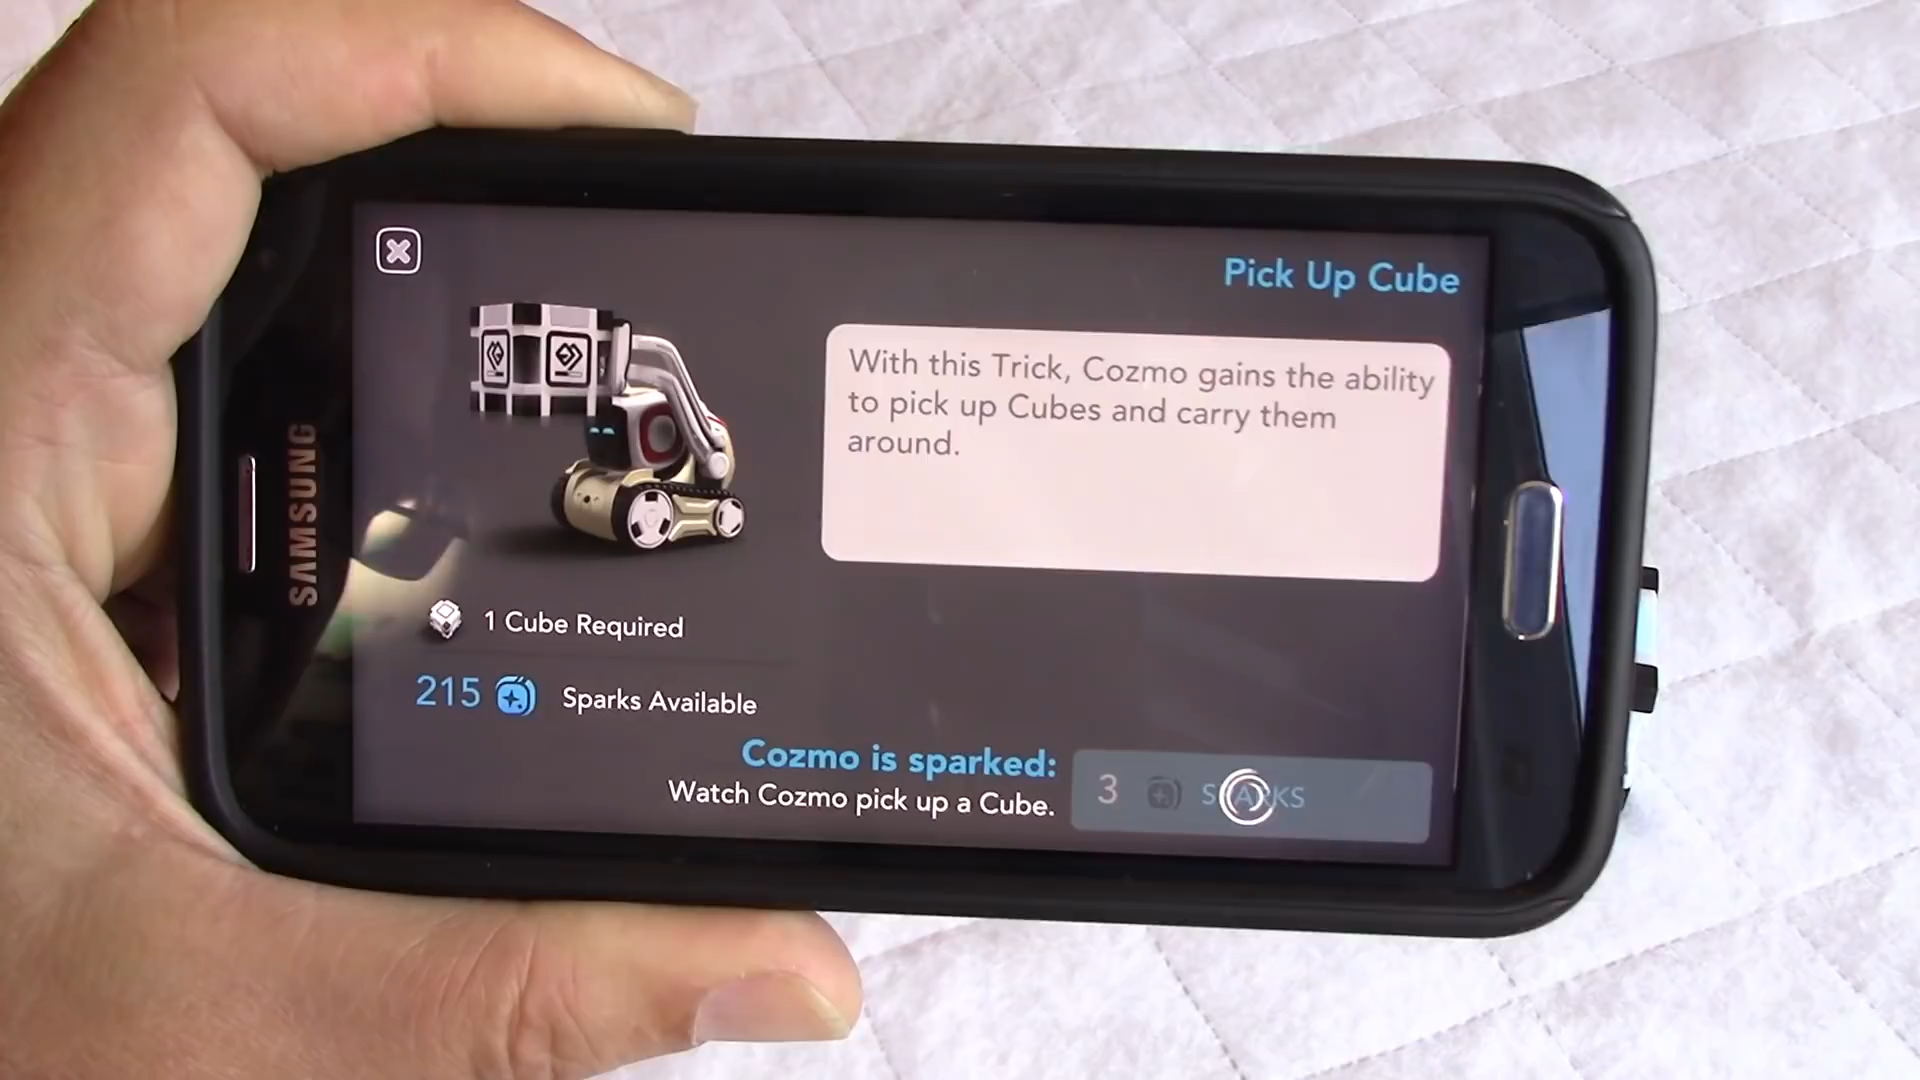 SAMSUNG
Pick Up Cube
With this Trick, Cozmo gains the ability
to pick up Cubes and carry them
around.
1 Cube Required
215 Sparks Available
Cozmo is sparked:
Watch Cozmo pick up a Cube.
3 SPARKS